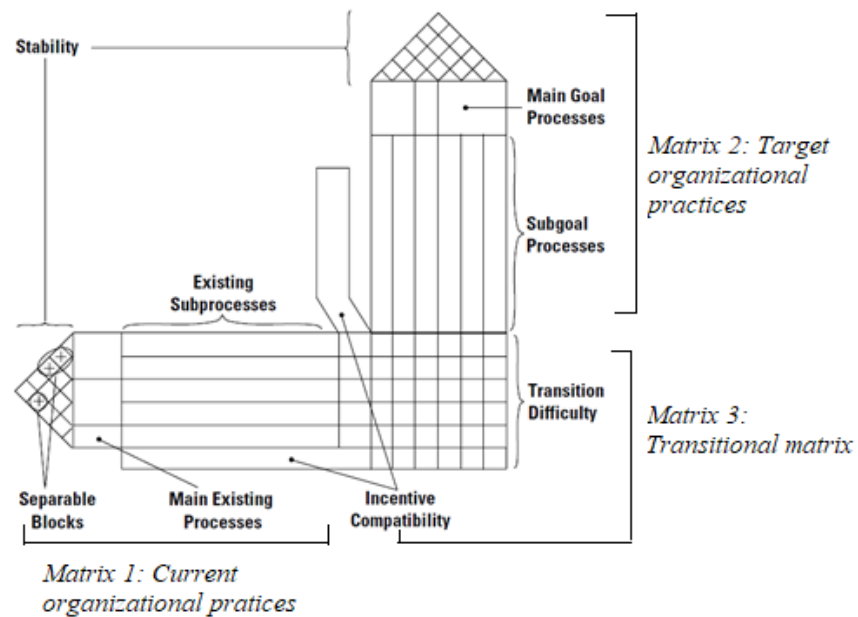 Stability
Main Goal
Processes
Matrix 2: Target
organizational
practices
Subgoal
Processes
Existing
Subprocesses
Transition
Difficulty
Matrix 3:
Transitional matrix
Separable
Blocks
Main Existing
Processes
Incentive
Compatibility
Matrix 1: Current
organizational pratices